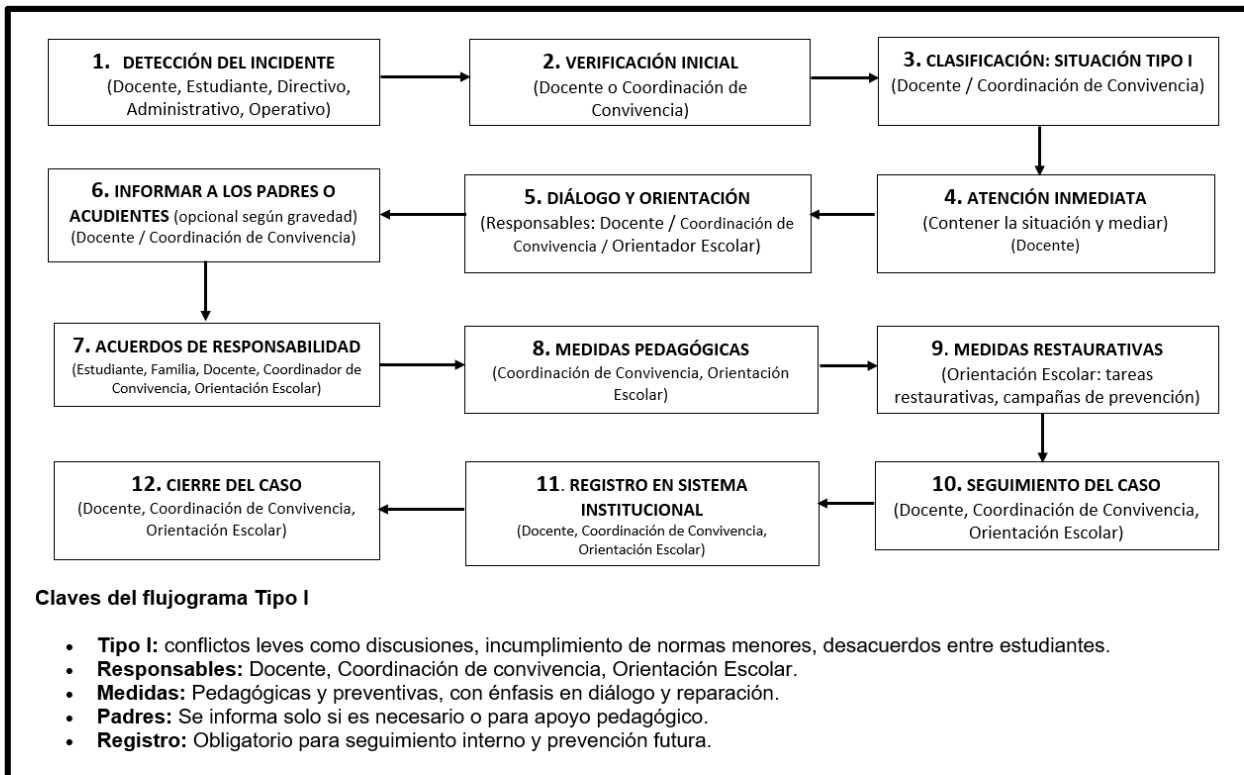 1. DETECCIÓN DEL INCIDENTE
(Docente, Estudiante, Directivo,
Administrativo, Operativo)
2. VERIFICACIÓN INICIAL
(Docente o Coordinación de
Convivencia)
3. CLASIFICACIÓN: SITUACIÓN TIPO I
(Docente / Coordinación de Convivencia)
4. ATENCIÓN INMEDIATA
(Contener la situación y mediar)
(Docente)
5. DIÁLOGO Y ORIENTACIÓN
(Responsables: Docente / Coordinación de
Convivencia / Orientador Escolar)
6. INFORMAR A LOS PADRES O
ACUDIENTES (opcional según gravedad)
(Docente / Coordinación de Convivencia)
7. ACUERDOS DE RESPONSABILIDAD
(Estudiante, Familia, Docente, Coordinador de
Convivencia, Orientación Escolar)
8. MEDIDAS PEDAGÓGICAS
(Coordinación de Convivencia, Orientación
Escolar)
9. MEDIDAS RESTAURATIVAS
(Orientación Escolar: tareas
restaurativas, campañas de prevención)
10. SEGUIMIENTO DEL CASO
(Docente, Coordinación de Convivencia,
Orientación Escolar)
11. REGISTRO EN SISTEMA
INSTITUCIONAL
(Docente, Coordinación de Convivencia,
Orientación Escolar)
12. CIERRE DEL CASO
(Docente, Coordinación de Convivencia,
Orientación Escolar)
Claves del flujograma Tipo I
• Tipo I: conflictos leves como discusiones, incumplimiento de normas menores, desacuerdos entre estudiantes.
• Responsables: Docente, Coordinación de convivencia, Orientación Escolar.
• Medidas: Pedagógicas y preventivas, con énfasis en diálogo y reparación.
• Padres: Se informa solo si es necesario o para apoyo pedagógico.
• Registro: Obligatorio para seguimiento interno y prevención futura.